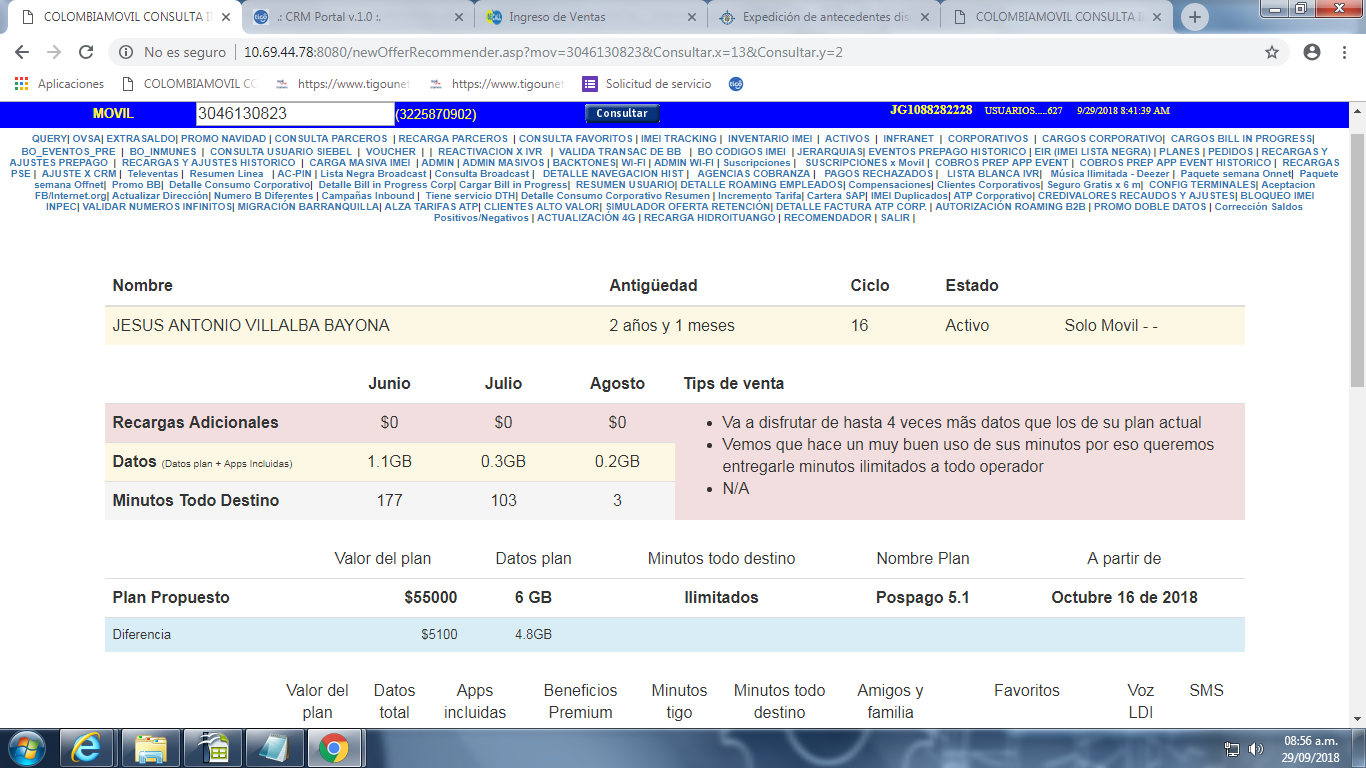 COLOMBIAMOVIL CONSULTA I
.: CRM Portal v.1.0 :.
Ingreso de Ventas
Expedición de antecedentes dis
COLOMBIAMOVIL CONSULTA I
No es seguro | 10.69.44.78:8080/newOfferRecommender.asp?mov=3046130823&Consultar.x=13&Consultar.y=2
Aplicaciones COLOMBIAMOVIL CO https://www.tigoune https://www.tigoune Solicitud de servicio
MOVIL 3046130823 (3225870902) Consultar JG1088282228 USUARIOS.....627 9/29/2018 8:41:39 AM
QUERY| OVSA| EXTRASALDO| PROMO NAVIDAD | CONSULTA PARCEROS | RECARGA PARCEROS | CONSULTA FAVORITOS | IMEI TRACKING | INVENTARIO IMEI | ACTIVOS | INFRANET | CORPORATIVOS | CARGOS CORPORATIVO| CARGOS BILL IN PROGRESS|
BO_EVENTOS_PRE | BO_INMUNES | CONSULTA USUARIO SIEBEL | VOUCHER | | REACTIVACION X IVR | VALIDA TRANSAC DE BB | BO CODIGOS IMEI | JERARQUIAS| EVENTOS PREPAGO HISTORICO | EIR (IMEI LISTA NEGRA) | PLANES | PEDIDOS | RECARGAS Y
AJUSTES PREPAGO | RECARGAS Y AJUSTES HISTORICO | CARGA MASIVA IMEI | ADMIN | ADMIN MASIVOS | BACKTONES| WI-FI | ADMIN WI-FI | Suscripciones | SUSCRIPCIONES x Movil | COBROS PREP APP EVENT | COBROS PREP APP EVENT HISTORICO | RECARGAS
PSE | AJUSTE X CRM | Televentas | Resumen Línea | AC-PIN | Lista Negra Broadcast | Consulta Broadcast | DETALLE NAVEGACION HIST | AGENCIAS COBRANZA | PAGOS RECHAZADOS | LISTA BLANCA IVR| Música Ilimitada - Deezer | Paquete semana Onnet| Paquete
semana Offnet| Promo BB| Detalle Consumo Corporativo| Detalle Bill in Progress Corp| Cargar Bill in Progress| RESUMEN USUARIO| DETALLE ROAMING EMPLEADOS| Compensaciones| Clientes Corporativos| Seguro Gratis x 6 m| CONFIG TERMINALES| Aceptacion
FB/Internet.org| Actualizar Dirección| Numero B Diferentes | Campañas Inbound | Tiene servicio DTH| Detalle Consumo Corporativo Resumen | Incremento Tarifa| Cartera SAP| IMEI Duplicados| ATP Corporativo| CREDIVALORES RECAUDOS Y AJUSTES| BLOQUEO IMEI
INPEC| VALIDAR NUMEROS INFINITOS| MIGRACIÓN BARRANQUILLA| ALZA TARIFAS ATP| CLIENTES ALTO VALOR| SIMULADOR OFERTA RETENCIÓN| DETALLE FACTURA ATP CORP. | AUTORIZACIÓN ROAMING B2B | PROMO DOBLE DATOS | Corrección Saldos
Positivos/Negativos | ACTUALIZACIÓN 4G | RECARGA HIDROITUANGO | RECOMENDADOR | SALIR |
Nombre Antigüedad Ciclo Estado
JESUS ANTONIO VILLALBA BAYONA 2 años y 1 meses 16 Activo Solo Movil - -
Junio Julio Agosto Tips de venta
Recargas Adicionales $0 $0 $0
Datos (Datos plan + Apps Incluidas) 1.1GB 0.3GB 0.2GB
Minutos Todo Destino 177 103 3
• Va a disfrutar de hasta 4 veces mãs datos que los de su plan actual
• Vemos que hace un muy buen uso de sus minutos por eso queremos
entregarle minutos ilimitados a todo operador
• N/A
Valor del plan Datos plan Minutos todo destino Nombre Plan A partir de
Plan Propuesto $55000 6 GB Ilimitados Pospago 5.1 Octubre 16 de 2018
Diferencia $5100 4.8GB
Valor del Datos Apps Beneficios Minutos Minutos todo Amigos y Favoritos Voz SMS
plan total incluidas Premium tigo destino familia LDI
08:56 a.m.
29/09/2018